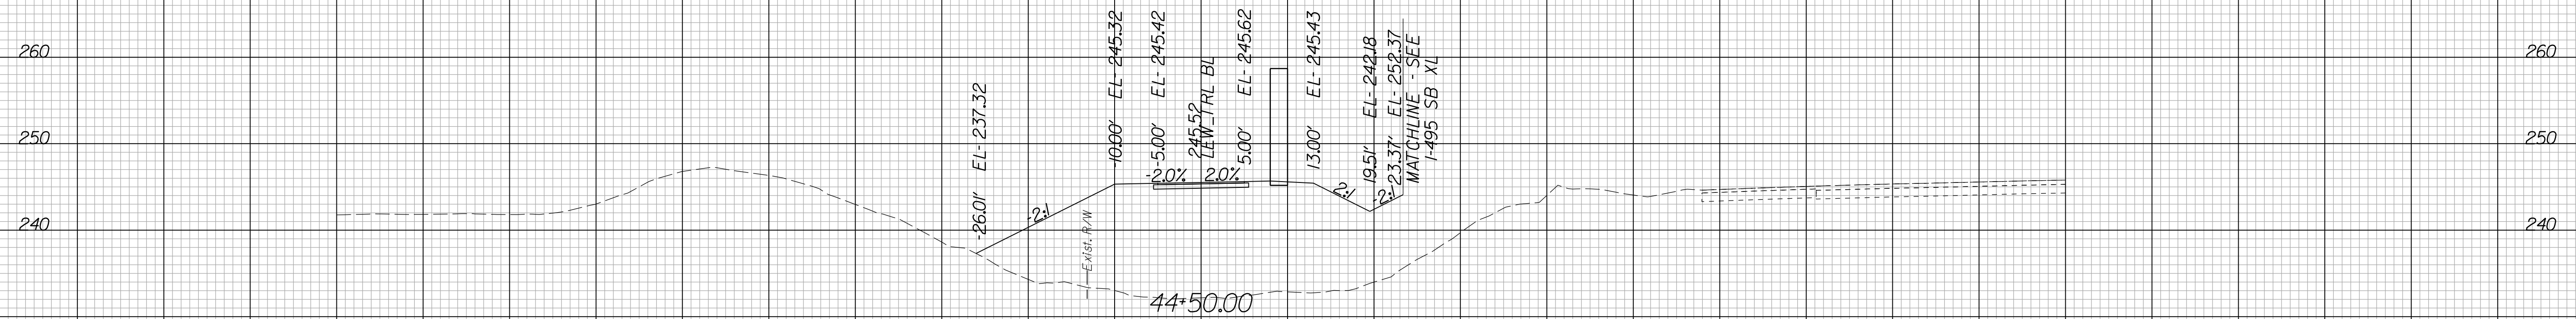 260
250
240
-26.01' EL- 237.32
-10.00' EL- 245.32
-5.00' EL- 245.42
245.52
LEW_TRL BL
5.00' EL- 245.62
13.00' EL- 245.43
19.51' EL- 242.18
23.37' EL- 252.37
MATCHLINE - SEE
I-495 SB XL
-2:1
-2.0%
2.0%
2:1
-2:1
Exist. R/W
44+50.00
260
250
240